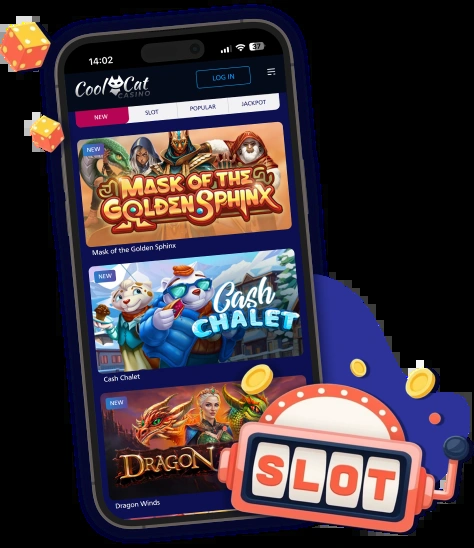 14:02
37
Cool Cat
CASINO
LOG IN
NEW
SLOT
POPULAR
JACKPOT
NEW
MASK OF THE
GOLDEN SPHINX
Mask of the Golden Sphinx
NEW
Cash
CHALET
Cash Chalet
NEW
DRAGON
Dragon Winds
SLOT